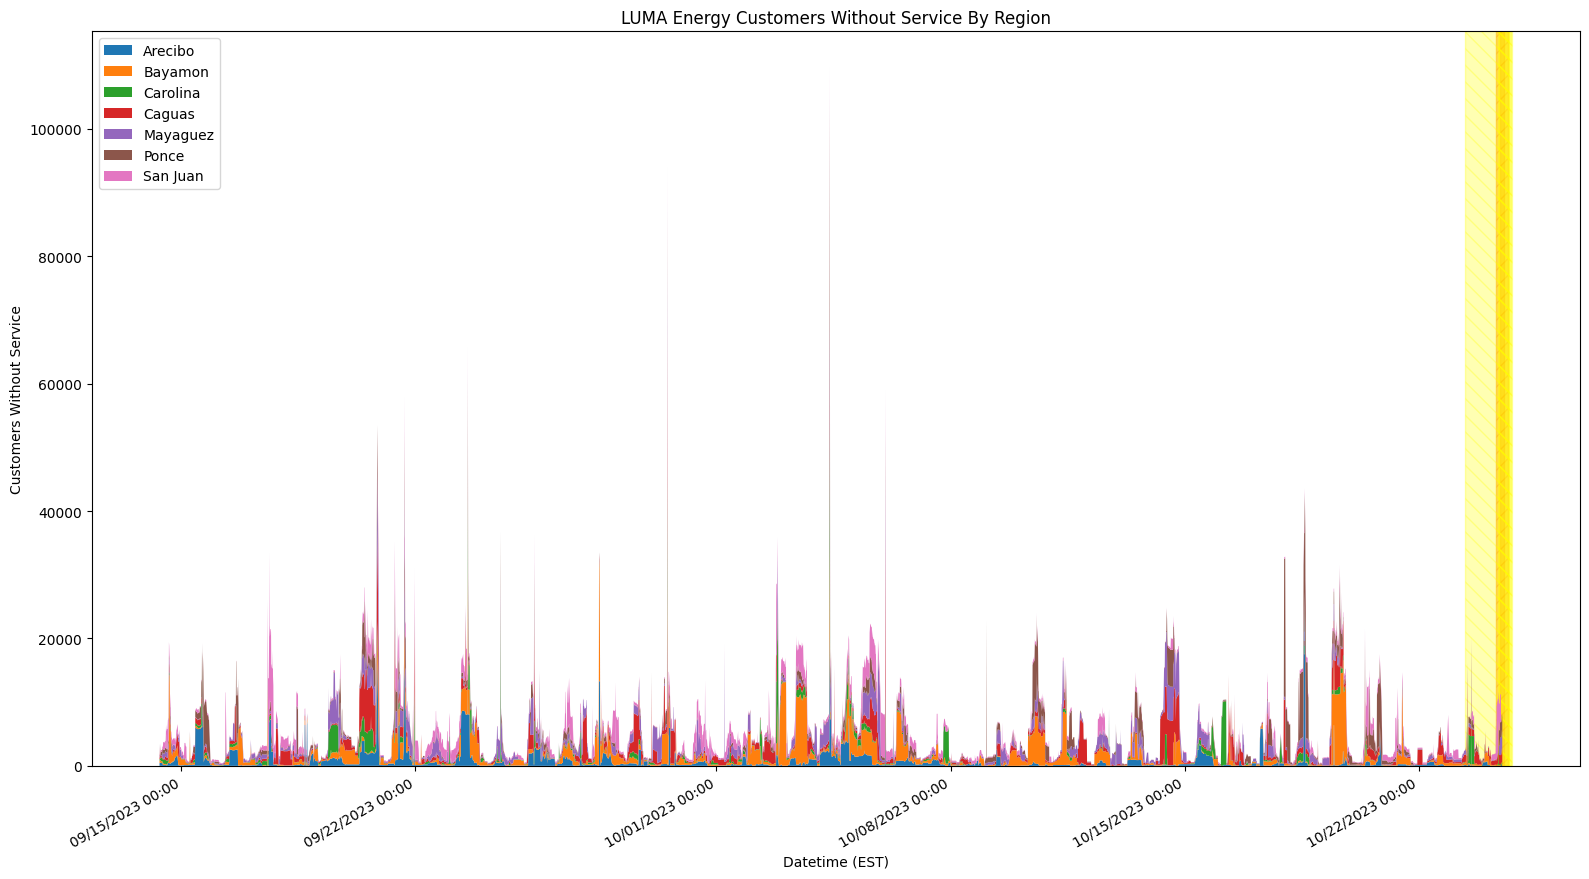 LUMA Energy Customers Without Service By Region
Arecibo
Bayamon
Carolina
Caguas
Mayaguez
Ponce
San Juan
100000
80000
60000
40000
20000
0
Customers Without Service
09/15/2023 00:00
09/22/2023 00:00
10/01/2023 00:00
10/08/2023 00:00
10/15/2023 00:00
10/22/2023 00:00
Datetime (EST)